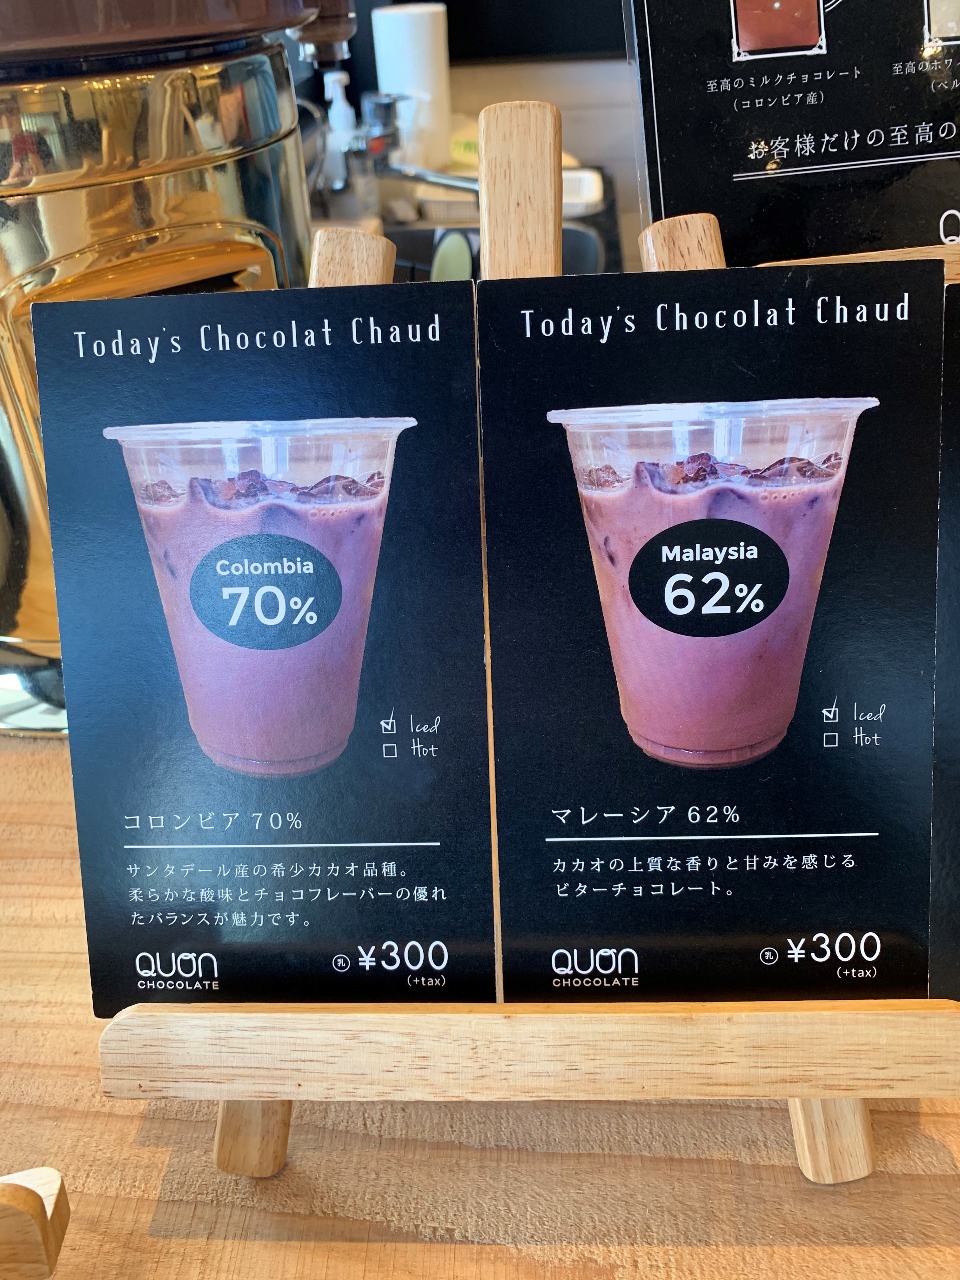 至高のミルクチョコレート
（コロンビア産）
至高のホワイ
お客様だけの至高の
Today's Chocolat Chaud
Colombia
70%
Iced
Hot
コロンビア 70%
サンタデール産の希少カカオ品種。
柔らかな酸味とチョコフレーバーの優れ
たバランスが魅力です。
QUON
CHOCOLATE
乳 ¥300
(+tax)
Today's Chocolat Chaud
Malaysia
62%
Iced
Hot
マレーシア 62%
カカオの上質な香りと甘みを感じる
ビターチョコレート。
QUON
CHOCOLATE
乳 ¥300
(+tax)